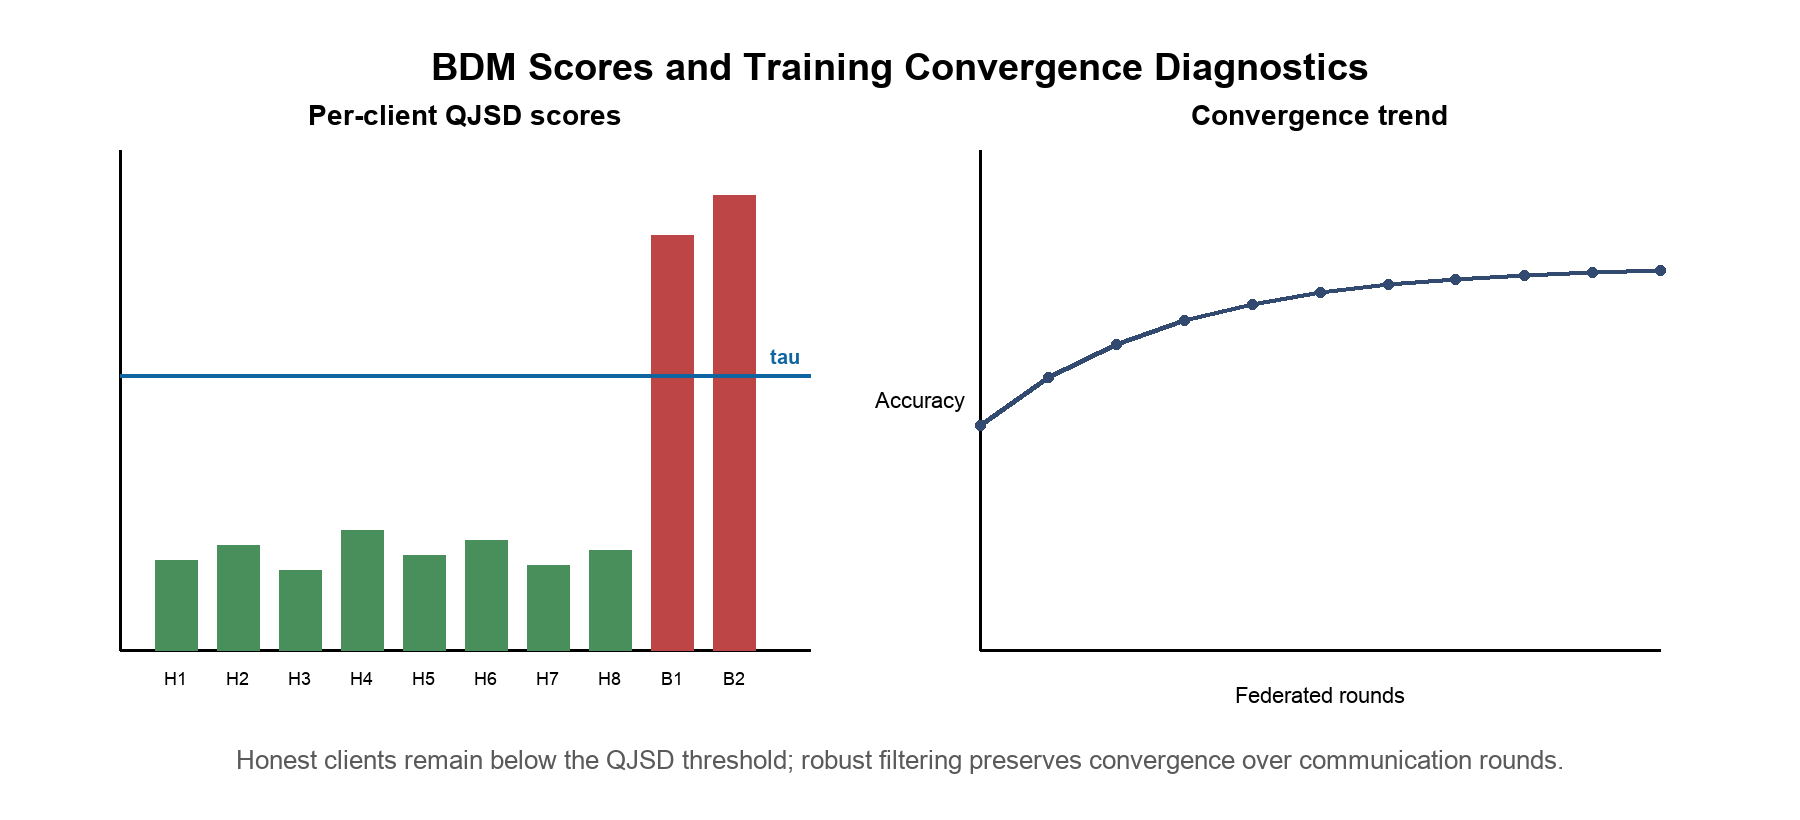 BDM Scores and Training Convergence Diagnostics
Per-client QJSD scores
tau
H1 H2 H3 H4 H5 H6 H7 H8 B1 B2
Convergence trend
Accuracy
Federated rounds
Honest clients remain below the QJSD threshold; robust filtering preserves convergence over communication rounds.